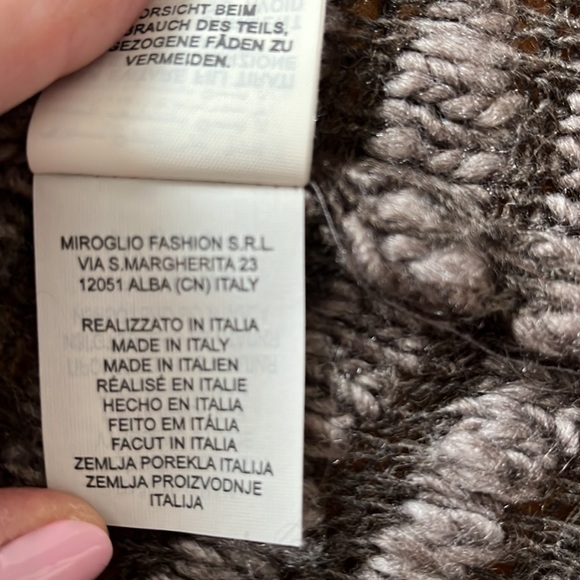 ORSICHT BEIM
BRAUCH DES TEILS,
GEZOGENE FÄDEN ZU
VERMEIDEN.
MIROGLIO FASHION S.R.L.
VIA S.MARGHERITA 23
12051 ALBA (CN) ITALY
REALIZZATO IN ITALIA
MADE IN ITALY
MADE IN ITALIEN
RÉALISÉ EN ITALIE
HECHO EN ITALIA
FEITO EM ITÁLIA
FACUT IN ITALIA
ZEMLJA POREKLA ITALIJA
ZEMLJA PROIZVODNJE
ITALIJA